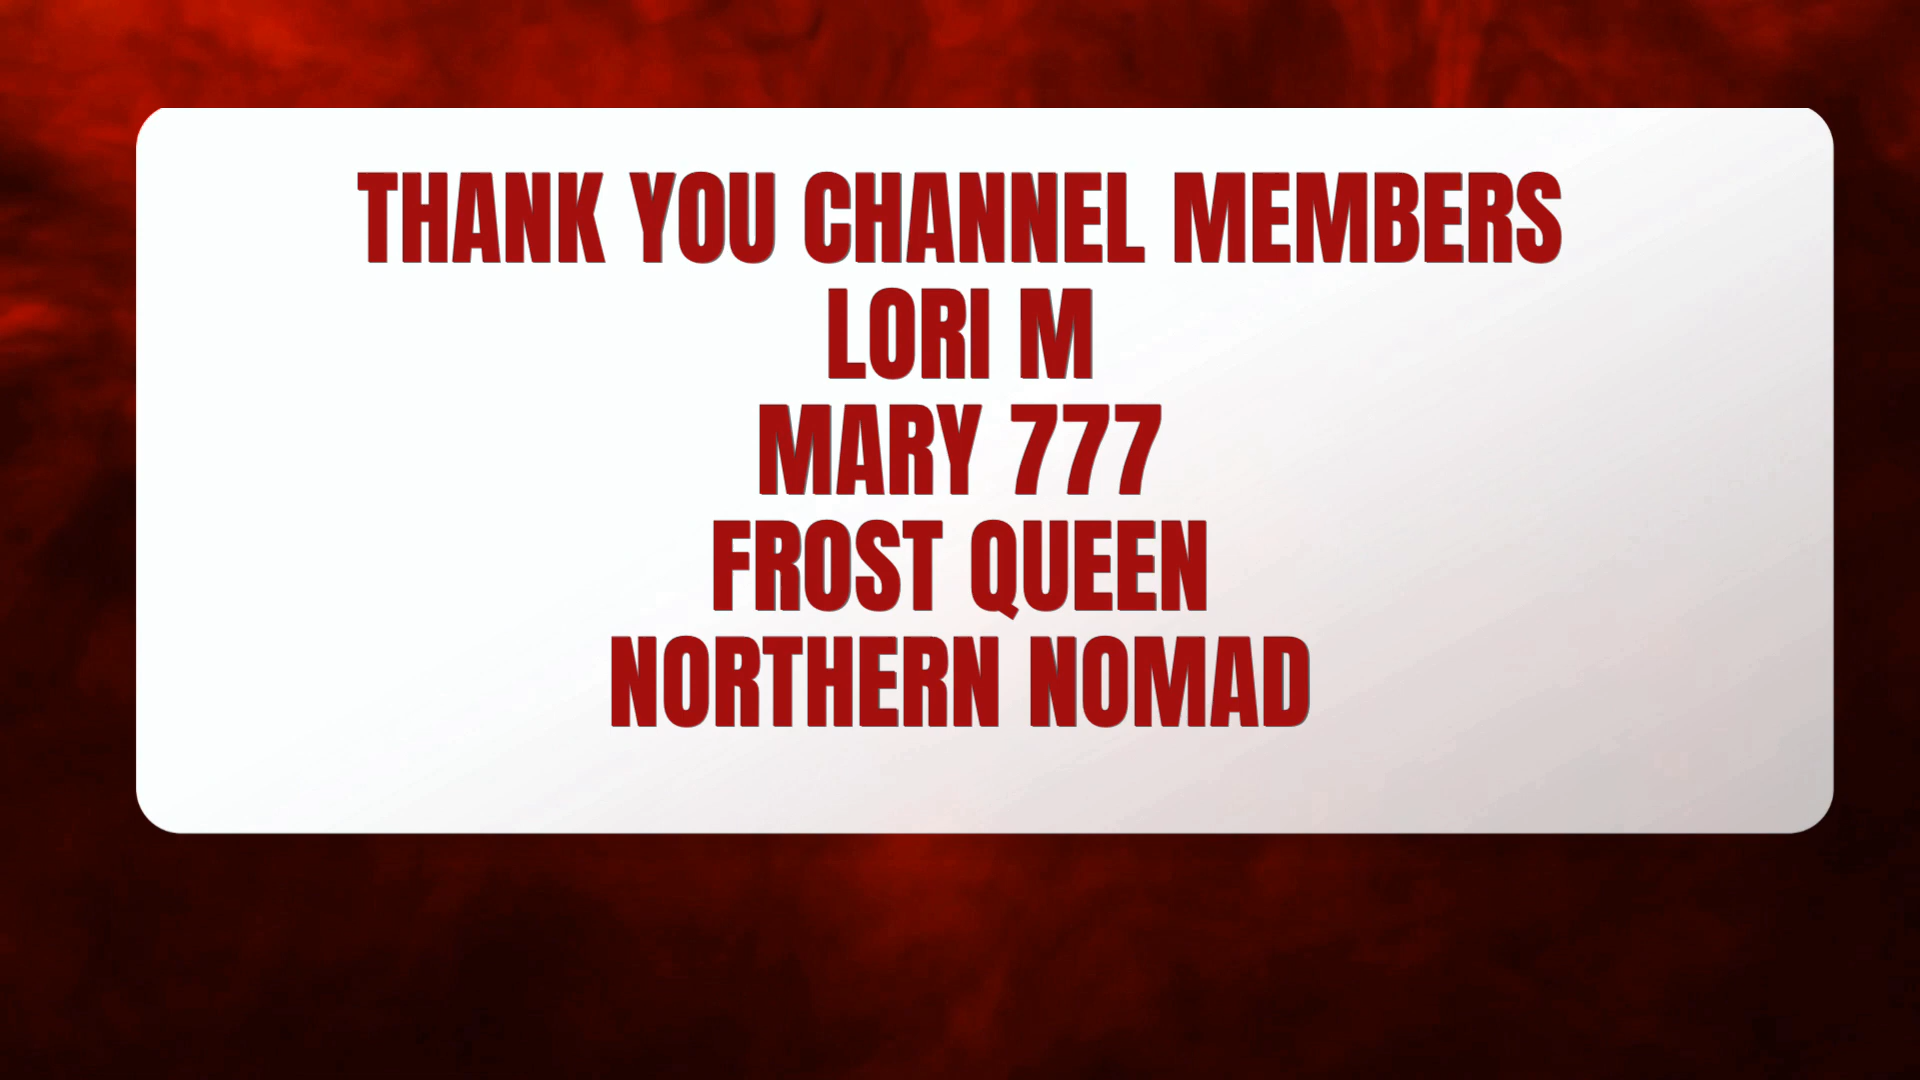 THANK YOU CHANNEL MEMBERS
LORI M
MARY 777
FROST QUEEN
NORTHERN NOMAD